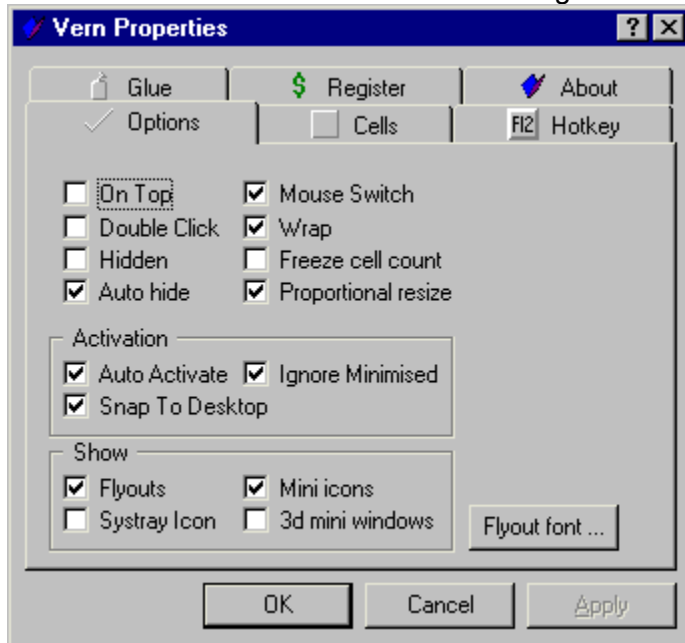 Vern Properties
Glue Register About
Options Cells F12 Hotkey
On Top Mouse Switch
Double Click Wrap
Hidden Freeze cell count
Auto hide Proportional resize
Activation
Auto Activate Ignore Minimised
Snap To Desktop
Show
Flyouts Mini icons
Systray Icon 3d mini windows Flyout font ...
OK Cancel Apply